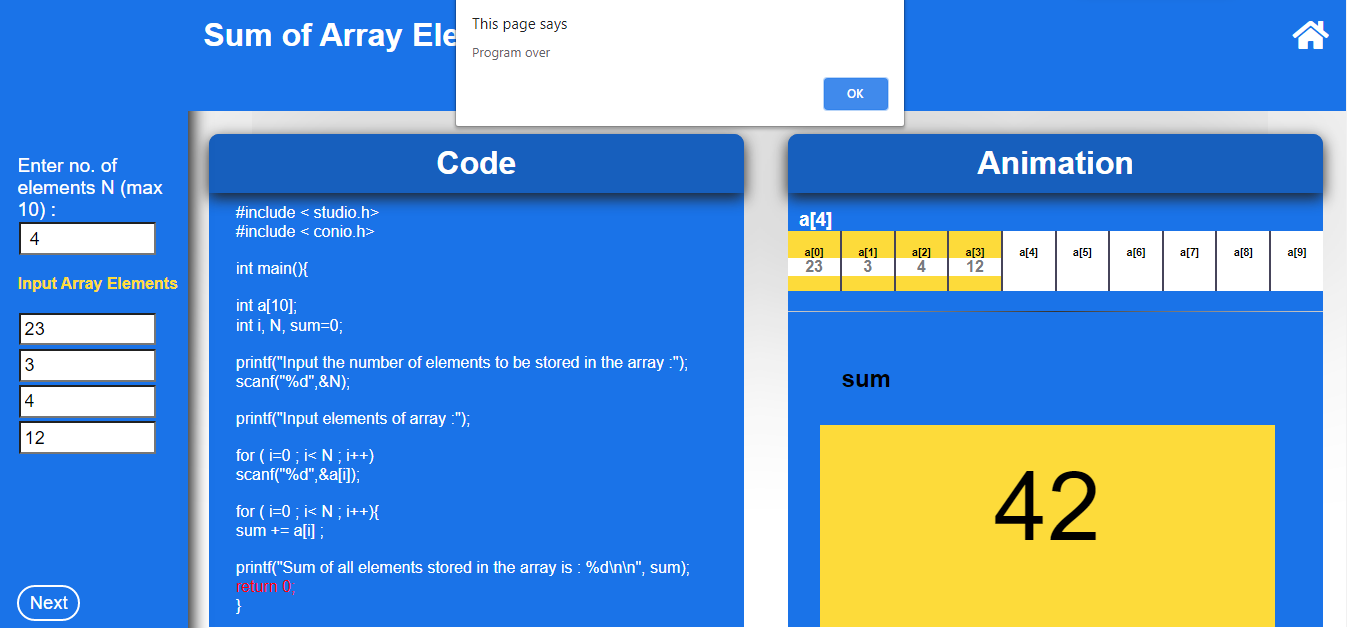 Sum of Array Ele
This page says
Program over
OK
Enter no. of
elements N (max
10) :
4
Input Array Elements
23
3
4
12
Next
Code
#include < studio.h>
#include < conio.h>
int main(){
int a[10];
int i, N, sum=0;
printf("Input the number of elements to be stored in the array :");
scanf("%d",&N);
printf("Input elements of array :");
for ( i=0 ; i< N ; i++)
scanf("%d",&a[i]);
for ( i=0 ; i< N ; i++){
sum += a[i] ;
printf("Sum of all elements stored in the array is : %d\n\n", sum);
return 0;
}
Animation
a[4]
a[0] a[1] a[2] a[3] a[4] a[5] a[6] a[7] a[8] a[9]
23 3 4 12
sum
42